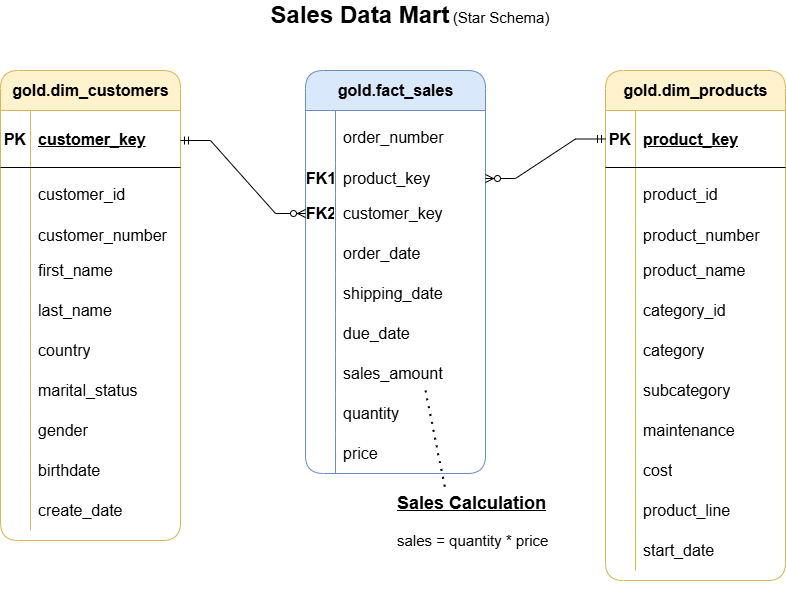 Sales Data Mart (Star Schema)
gold.dim_customers
PK customer_key
customer_id
customer_number
first_name
last_name
country
marital_status
gender
birthdate
create_date
gold.fact_sales
order_number
FK1 product_key
FK2 customer_key
order_date
shipping_date
due_date
sales_amount
quantity
price
Sales Calculation
sales = quantity * price
gold.dim_products
PK product_key
product_id
product_number
product_name
category_id
category
subcategory
maintenance
cost
product_line
start_date